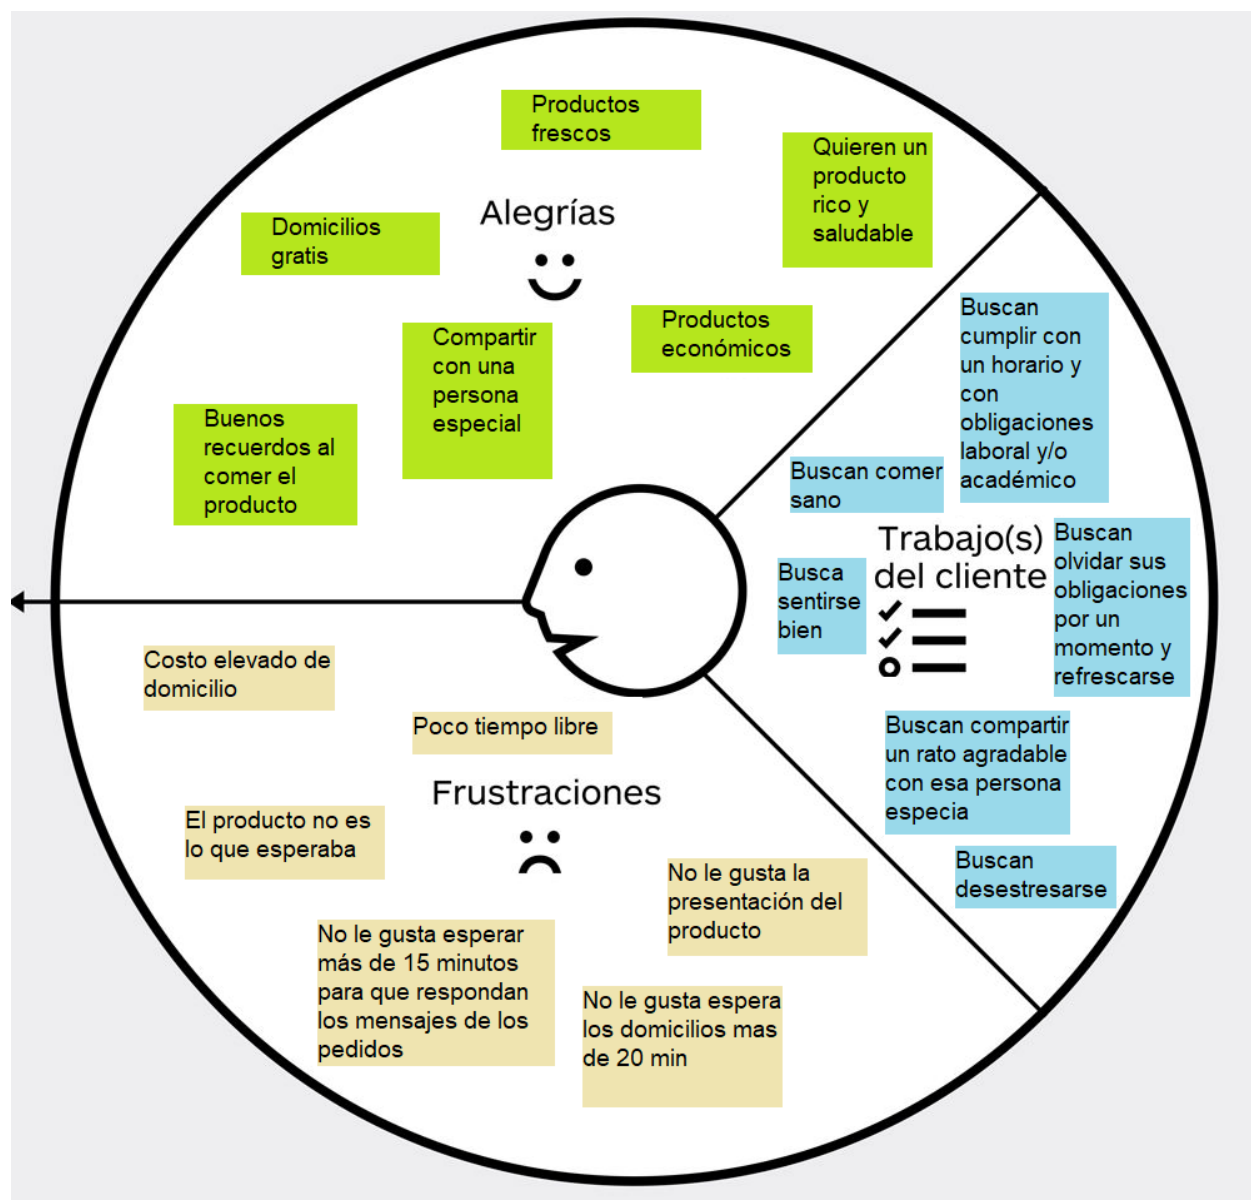 Productos
frescos
Quieren un
producto
rico y
saludable
Alegrías
Domicilios
gratis
Productos
económicos
Compartir
con una
persona
especial
Buenos
recuerdos al
comer el
producto
Buscan
cumplir con
un horario y
con
obligaciones
laboral y/o
académico
Buscan comer
sano
Trabajo(s)
del cliente
Buscan
olvidar sus
obligaciones
por un
momento y
refrescarse
Busca
sentirse
bien
Buscan compartir
un rato agradable
con esa persona
especia
Buscan
desestresarse
Costo elevado de
domicilio
Poco tiempo libre
Frustraciones
El producto no es
lo que esperaba
No le gusta la
presentación del
producto
No le gusta esperar
más de 15 minutos
para que respondan
los mensajes de los
pedidos
No le gusta espera
los domicilios mas
de 20 min